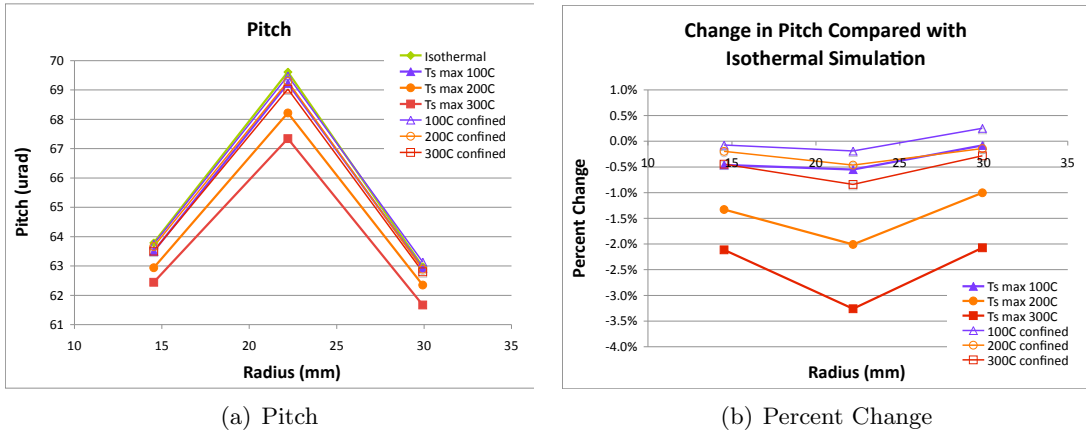 Pitch
Isothermal
Ts max 100C
Ts max 200C
Ts max 300C
100C confined
200C confined
300C confined
70
69
68
67
66
65
64
63
62
61
Pitch (urad)
10 15 20 25 30 35
Radius (mm)
(a) Pitch
Change in Pitch Compared with
Isothermal Simulation
1.0%
0.5%
0.0%
-0.5%
-1.0%
-1.5%
-2.0%
-2.5%
-3.0%
-3.5%
-4.0%
Percent Change
10 15 20 25 30 35
Ts max 100C
Ts max 200C
Ts max 300C
100C confined
200C confined
300C confined
Radius (mm)
(b) Percent Change